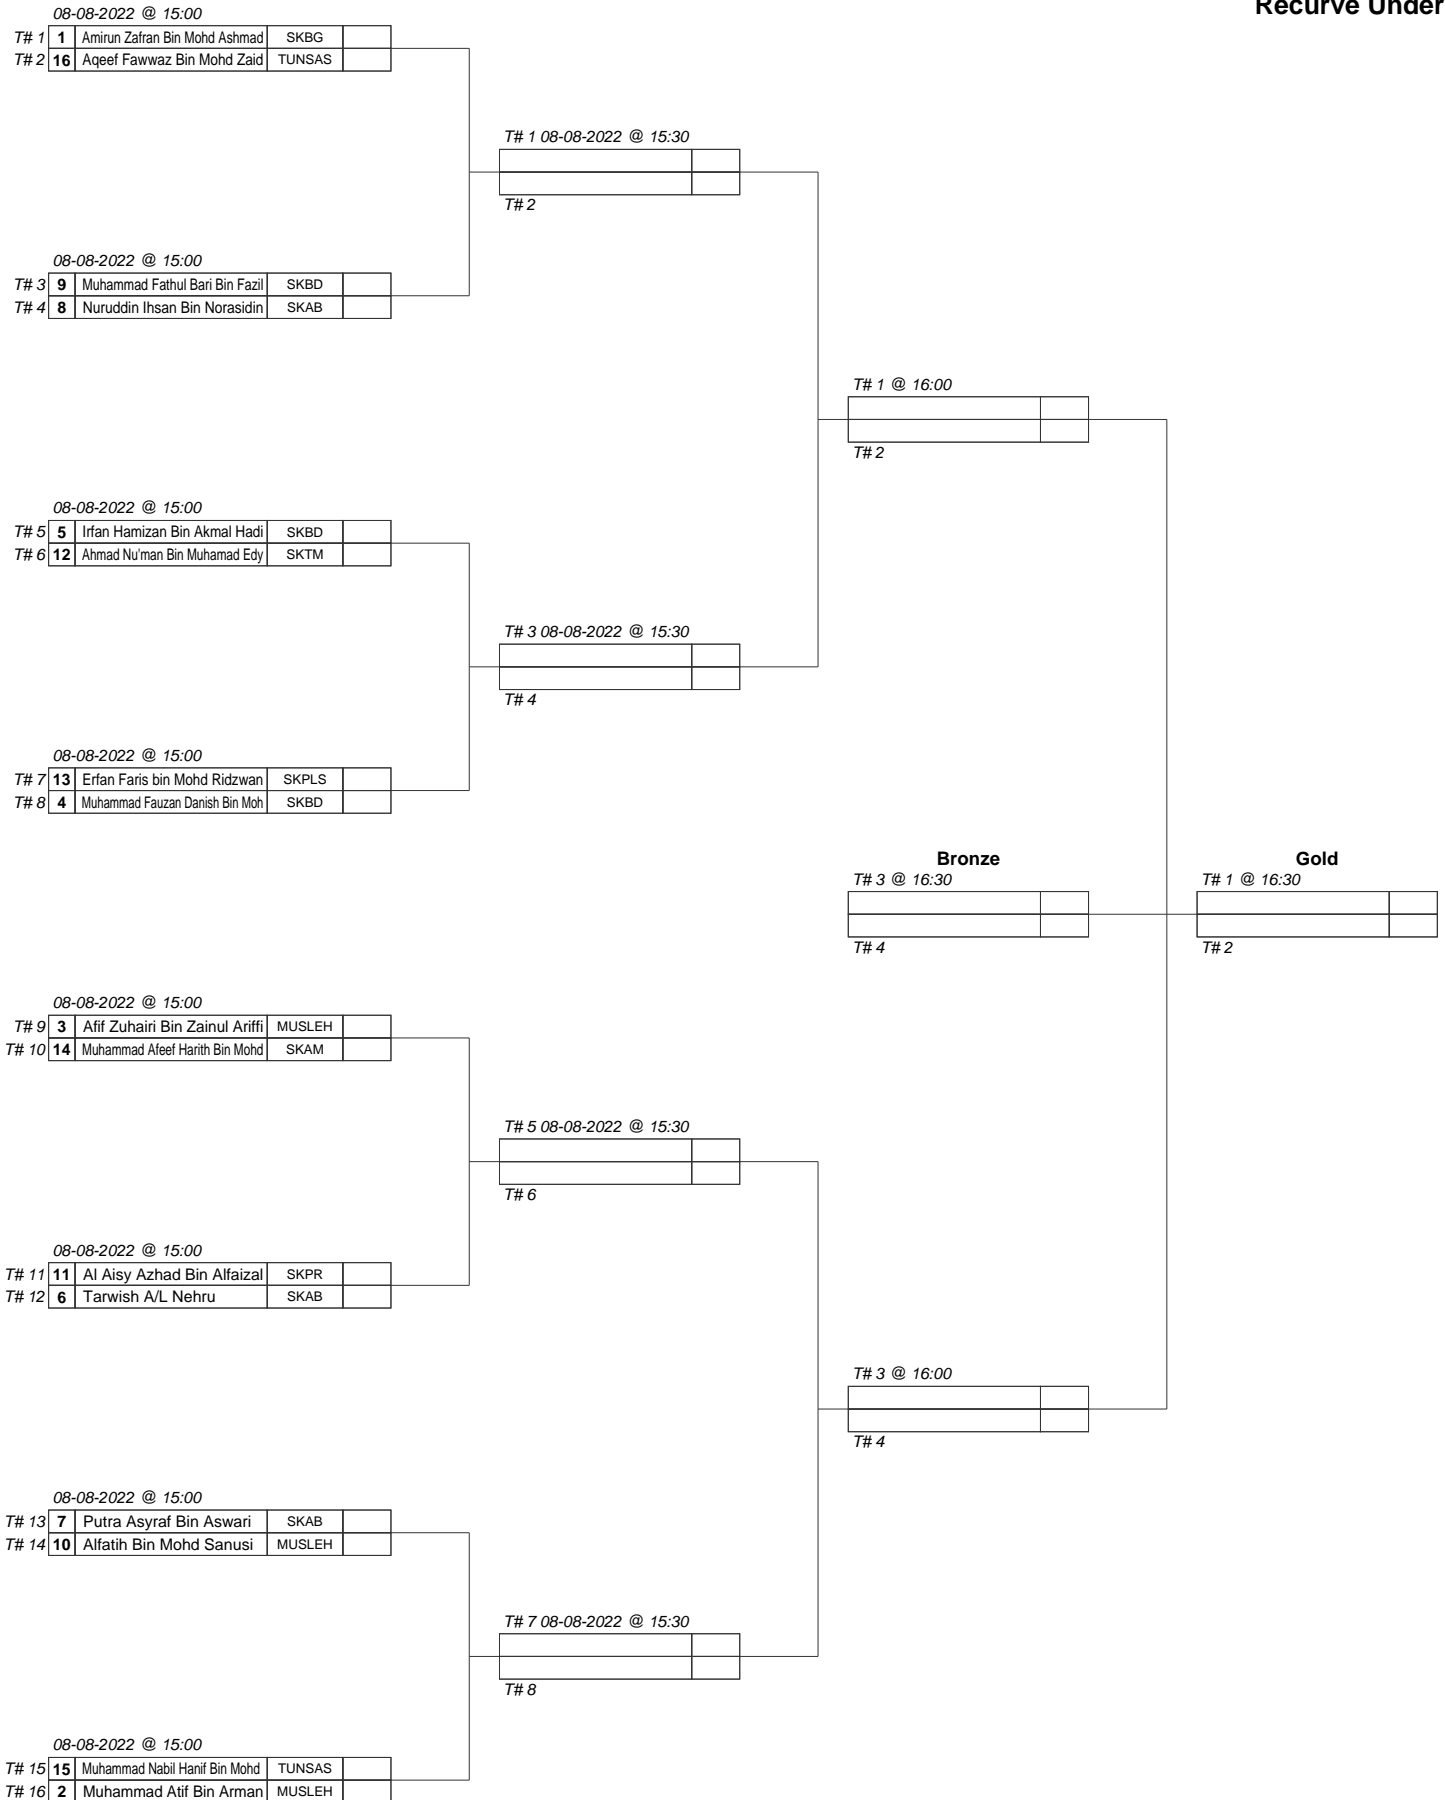 Recurve Under
08-08-2022 @ 15:00
T# 1 1 Amirun Zafran Bin Mohd Ashmad SKBG
T# 2 16 Aqeef Fawwaz Bin Mohd Zaid TUNSAS
T# 1 08-08-2022 @ 15:30
T# 2
08-08-2022 @ 15:00
T# 3 9 Muhammad Fathul Bari Bin Fazil SKBD
T# 4 8 Nuruddin Ihsan Bin Norasidin SKAB
T# 1 @ 16:00
T# 2
08-08-2022 @ 15:00
T# 5 5 Irfan Hamizan Bin Akmal Hadi SKBD
T# 6 12 Ahmad Nu'man Bin Muhamad Edy SKTM
T# 3 08-08-2022 @ 15:30
T# 4
08-08-2022 @ 15:00
T# 7 13 Erfan Faris bin Mohd Ridzwan SKPLS
T# 8 4 Muhammad Fauzan Danish Bin Moh SKBD
Bronze Gold
T# 3 @ 16:30 T# 1 @ 16:30
T# 4 T# 2
08-08-2022 @ 15:00
T# 9 3 Afif Zuhairi Bin Zainul Ariffi MUSLEH
T# 10 14 Muhammad Afeef Harith Bin Mohd SKAM
T# 5 08-08-2022 @ 15:30
T# 6
08-08-2022 @ 15:00
T# 11 11 Al Aisy Azhad Bin Alfaizal SKPR
T# 12 6 Tarwish A/L Nehru SKAB
T# 3 @ 16:00
T# 4
08-08-2022 @ 15:00
T# 13 7 Putra Asyraf Bin Aswari SKAB
T# 14 10 Alfatih Bin Mohd Sanusi MUSLEH
T# 7 08-08-2022 @ 15:30
T# 8
08-08-2022 @ 15:00
T# 15 15 Muhammad Nabil Hanif Bin Mohd TUNSAS
T# 16 2 Muhammad Atif Bin Arman MUSLEH